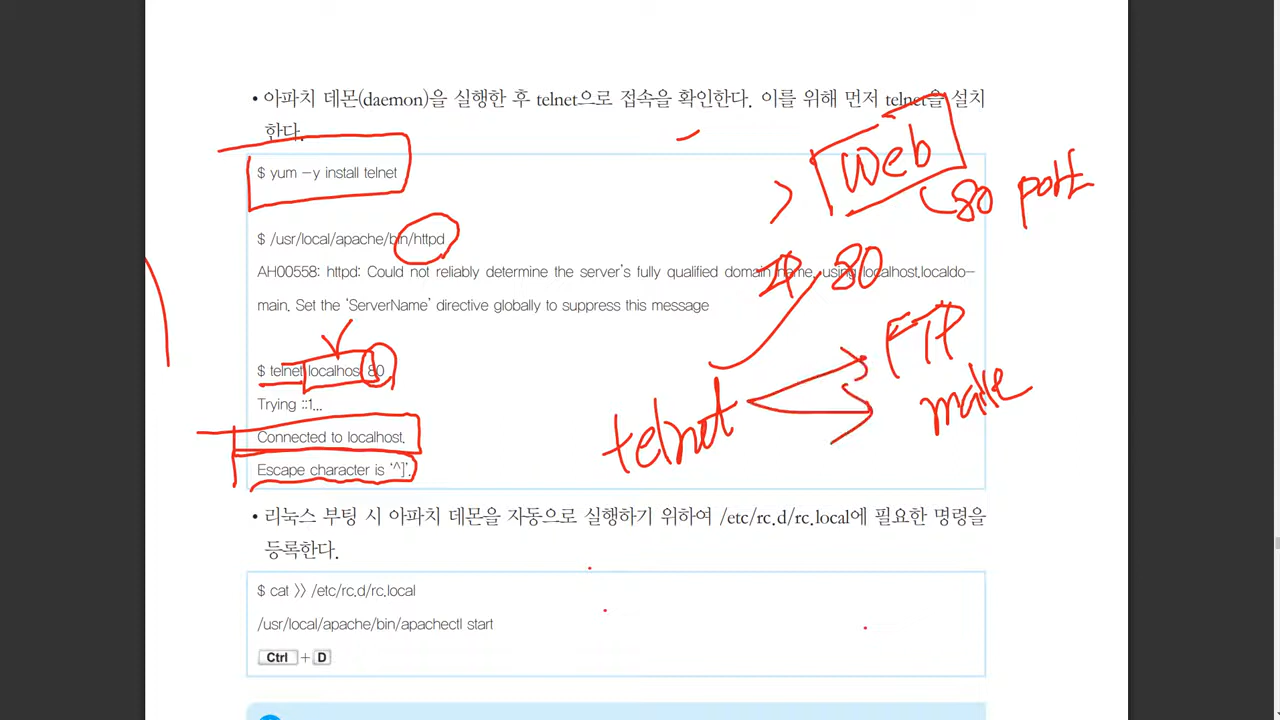 • 아파치 데몬(daemon)을 실행한 후 telnet으로 접속을 확인한다. 이를 위해 먼저 telnet을 설치
한다.
$ yum -y install telnet
web
80 port
$ /usr/local/apache/bin/httpd
AH00558: httpd: Could not reliably determine the server's fully qualified domain name, using localhost.localdo-
IP, 80
main. Set the 'ServerName' directive globally to suppress this message
FTP
$ telnet localhost 80
Trying ::1...
telnet
Connected to localhost.
Escape character is '^]'.
• 리눅스 부팅 시 아파치 데몬을 자동으로 실행하기 위하여 /etc/rc.d/rc.local에 필요한 명령을
등록한다.
$ cat 》 /etc/rc.d/rc.local
/usr/local/apache/bin/apachectl start
Ctrl + D